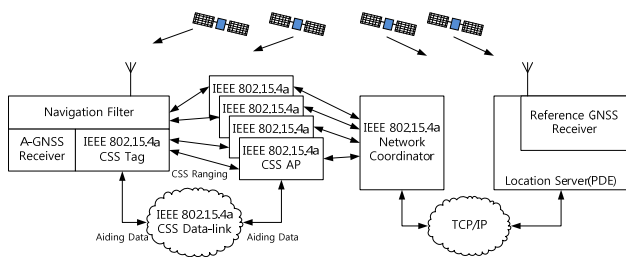 Navigation Filter
A-GNSS
Receiver
IEEE 802.15.4a
CSS Tag
IEEE 802.15.4a
IEEE 802.15.4a
IEEE 802.15.4a
IEEE 802.15.4a
CSS AP
CSS Ranging
IEEE 802.15.4a
Network
Coordinator
Reference GNSS
Receiver
Location Server(PDE)
IEEE 802.15.4a
CSS Data-link
Aiding Data
Aiding Data
TCP/IP